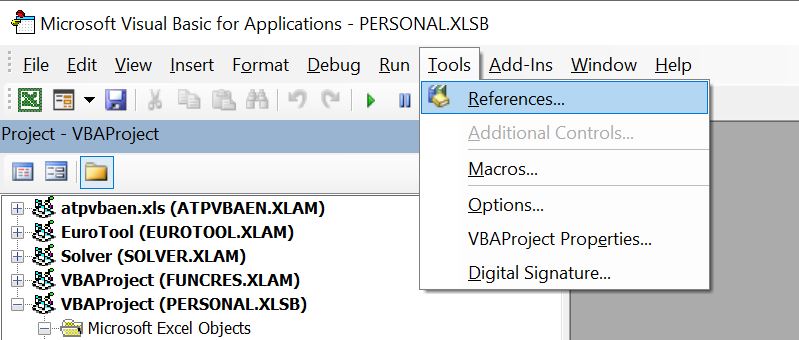 Microsoft Visual Basic for Applications - PERSONAL.XLSB
File Edit View Insert Format Debug Run Tools Add-Ins Window Help
References...
Project - VBAProject
Additional Controls...
Macros...
Options...
VBAProject Properties...
Digital Signature...
atpvbaen.xls (ATPVBAEN.XLAM)
EuroTool (EUROTOOL.XLAM)
Solver (SOLVER.XLAM)
VBAProject (FUNCRES.XLAM)
VBAProject (PERSONAL.XLSB)
Microsoft Excel Objects